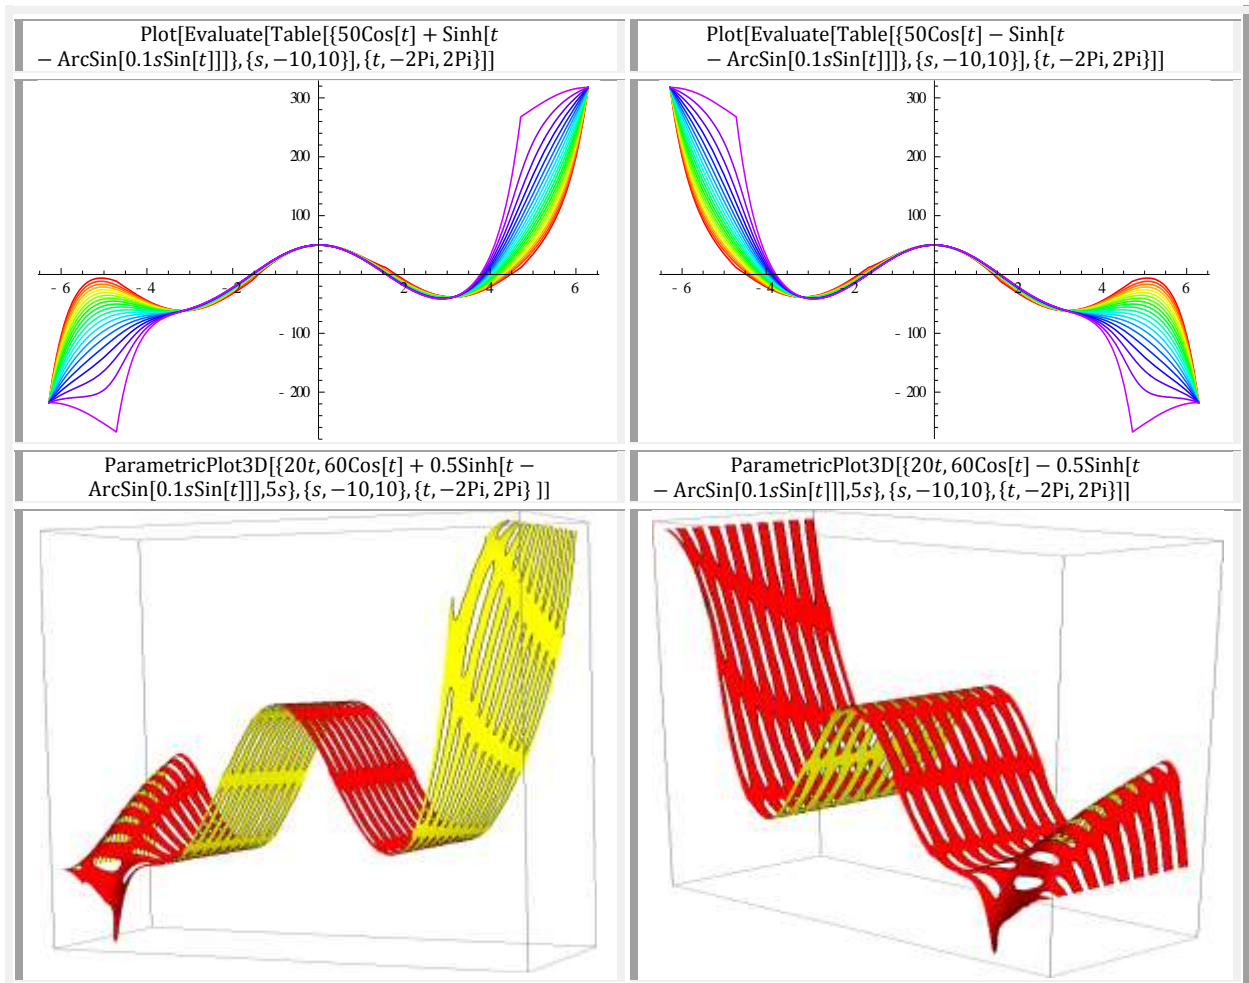 Plot[Evaluate[Table[{50Cos[t] + Sinh[t
− ArcSin[0.1sSin[t]]]}, {s, −10,10}], {t, −2Pi, 2Pi}]]
Plot[Evaluate[Table[{50Cos[t] − Sinh[t
− ArcSin[0.1sSin[t]]]}, {s, −10,10}], {t, −2Pi, 2Pi}]]
300
200
100
- 6
- 4
- 2
2
4
6
- 100
- 200
300
200
100
- 6
- 4
- 2
2
4
6
- 100
- 200
ParametricPlot3D[{20t, 60Cos[t] + 0.5Sinh[t −
ArcSin[0.1sSin[t]]],5s}, {s, −10,10}, {t, −2Pi, 2Pi} ]]
ParametricPlot3D[{20t, 60Cos[t] − 0.5Sinh[t
− ArcSin[0.1sSin[t]]],5s}, {s, −10,10}, {t, −2Pi, 2Pi}]]